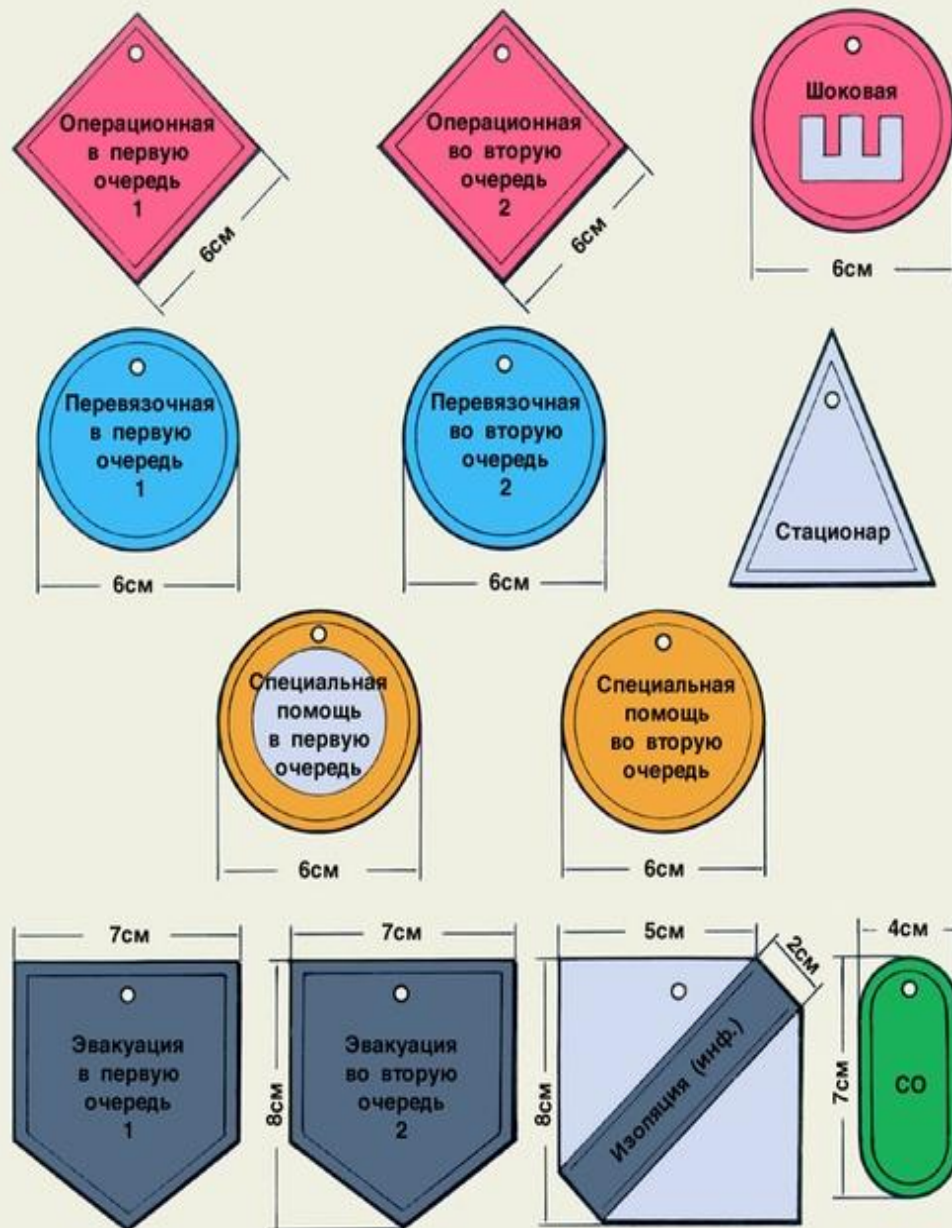 Операционная
в первую
очередь
1
6см
Операционная
во вторую
очередь
2
6см
Шоковая
Ш
6см
Перевязочная
в первую
очередь
1
6см
Перевязочная
во вторую
очередь
2
6см
Стационар
Специальная
помощь
в первую
очередь
6см
Специальная
помощь
во вторую
очередь
6см
7см
Эвакуация
в первую
очередь
1
7см
8см
Эвакуация
во вторую
очередь
2
5см
2см
8см
Изоляция (инф.)
4см
7см
СО